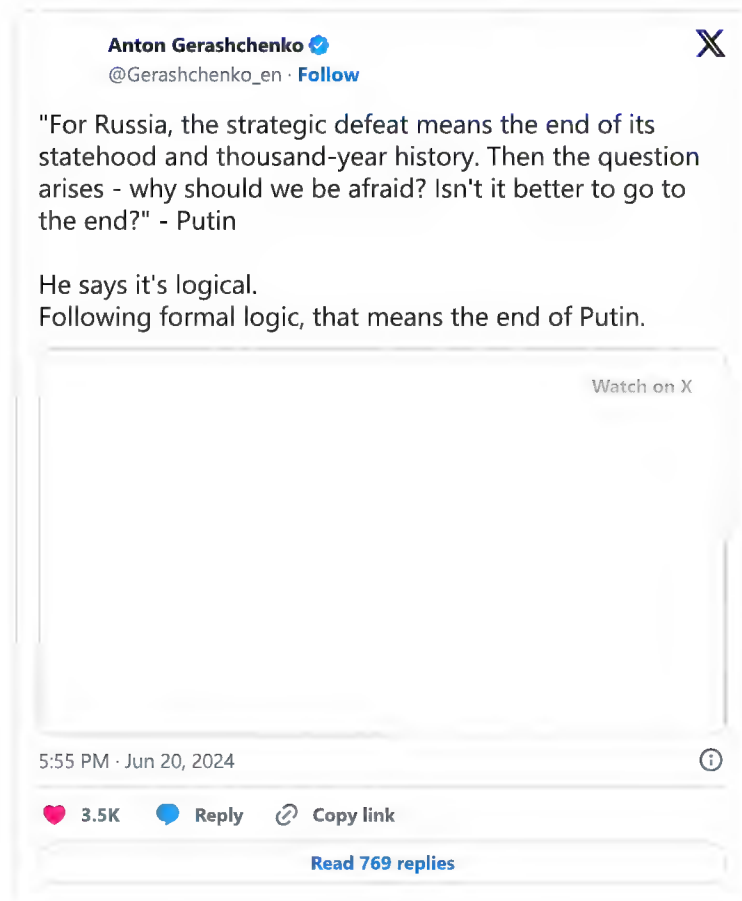 Anton Gerashchenko
@Gerashchenko_en · Follow
"For Russia, the strategic defeat means the end of its
statehood and thousand-year history. Then the question
arises - why should we be afraid? Isn't it better to go to
the end?" - Putin
He says it's logical.
Following formal logic, that means the end of Putin.
Watch on X
5:55 PM · Jun 20, 2024
3.5K Reply Copy link
Read 769 replies